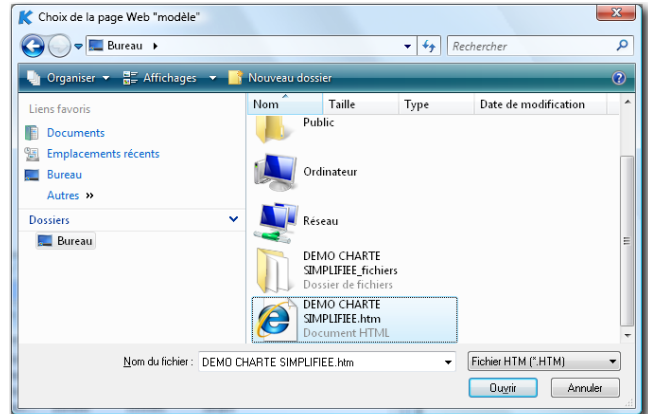 Choix de la page Web "modèle"
Bureau
Rechercher
Organiser Affichages Nouveau dossier
Liens favoris
Documents
Emplacements récents
Bureau
Autres »
Dossiers
Bureau
Nom Taille Type Date de modification
Public
Ordinateur
Réseau
DEMO CHARTE
SIMPLIFIEE_fichiers
Dossier de fichiers
DEMO CHARTE
SIMPLIFIEE.htm
Document HTML
Nom du fichier : DEMO CHARTE SIMPLIFIEE.htm Fichier HTM (*.HTM)
Ouvrir Annuler